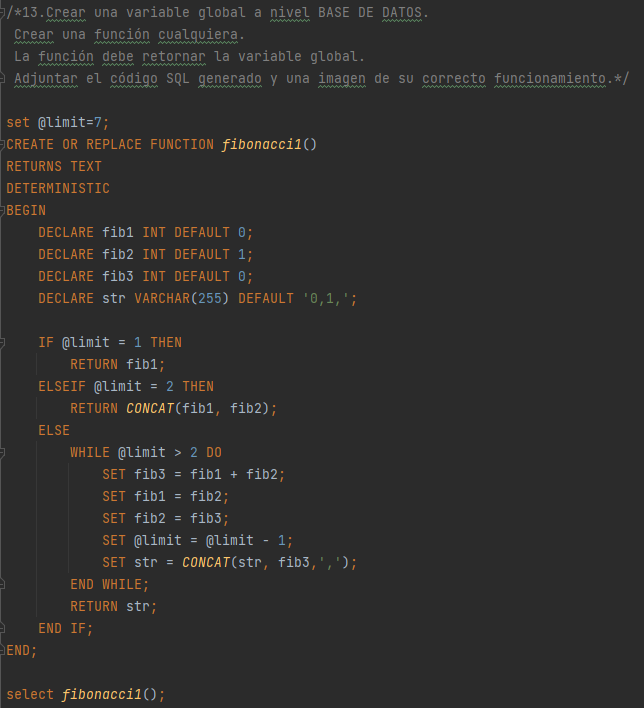 /*13.Crear una variable global a nivel BASE DE DATOS.
Crear una función cualquiera.
La función debe retornar la variable global.
Adjuntar el código SQL generado y una imagen de su correcto funcionamiento.*/
set @limit=7;
CREATE OR REPLACE FUNCTION fibonacci1()
RETURNS TEXT
DETERMINISTIC
BEGIN
DECLARE fib1 INT DEFAULT 0;
DECLARE fib2 INT DEFAULT 1;
DECLARE fib3 INT DEFAULT 0;
DECLARE str VARCHAR(255) DEFAULT '0,1,';
IF @limit = 1 THEN
RETURN fib1;
ELSEIF @limit = 2 THEN
RETURN CONCAT(fib1, fib2);
ELSE
WHILE @limit > 2 DO
SET fib3 = fib1 + fib2;
SET fib1 = fib2;
SET fib2 = fib3;
SET @limit = @limit - 1;
SET str = CONCAT(str, fib3,',');
END WHILE;
RETURN str;
END IF;
END;
select fibonacci1();